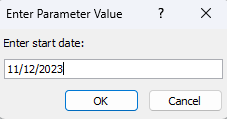 Enter Parameter Value
Enter start date:
11/12/2023
OK
Cancel